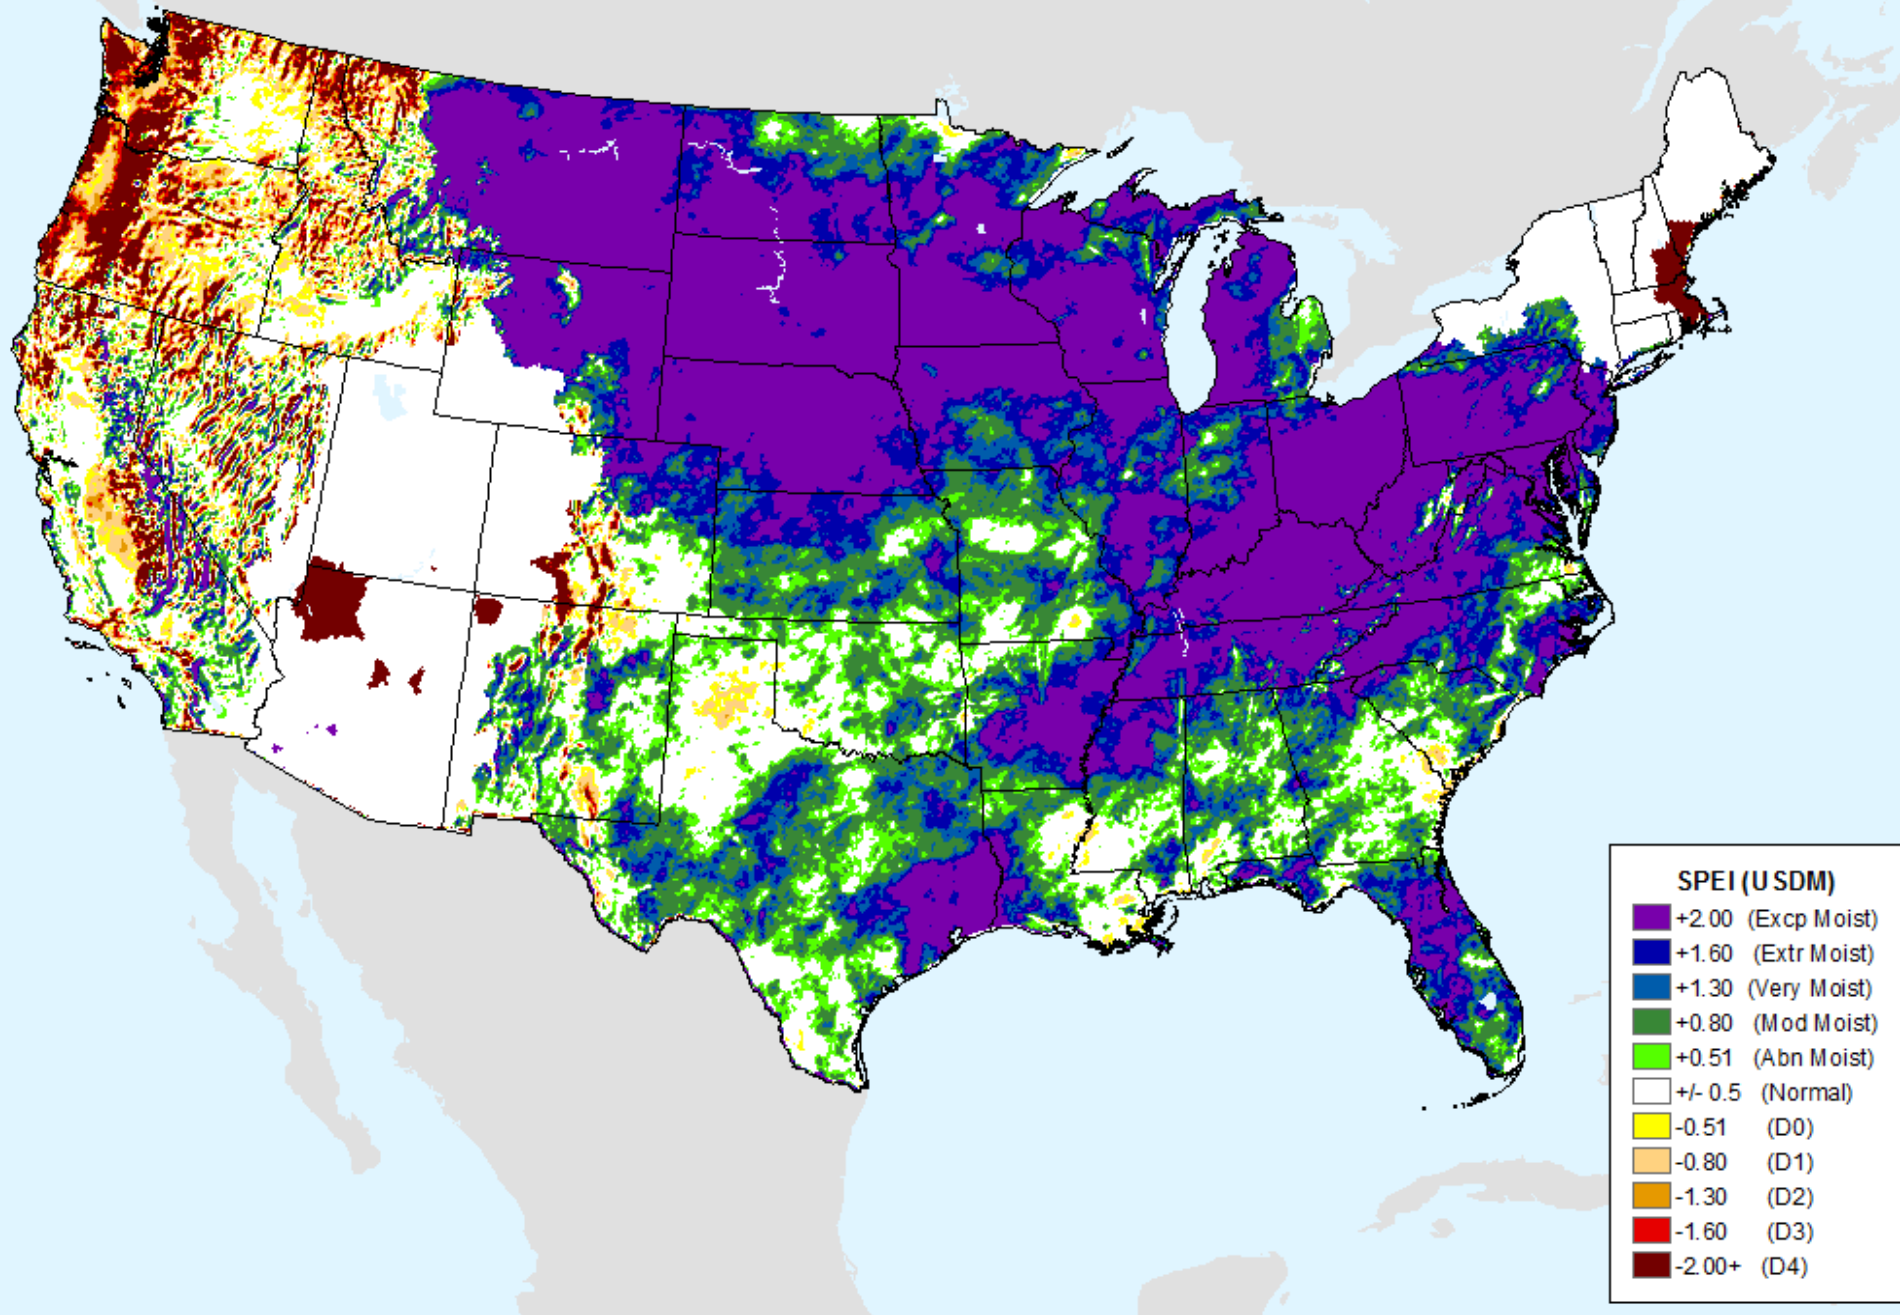 SPEI (USDM)
+2.00 (Excp Moist)
+1.60 (Extr Moist)
+1.30 (Very Moist)
+0.80 (Mod Moist)
+0.51 (Abn Moist)
+/- 0.5 (Normal)
-0.51 (D0)
-0.80 (D1)
-1.30 (D2)
-1.60 (D3)
-2.00+ (D4)